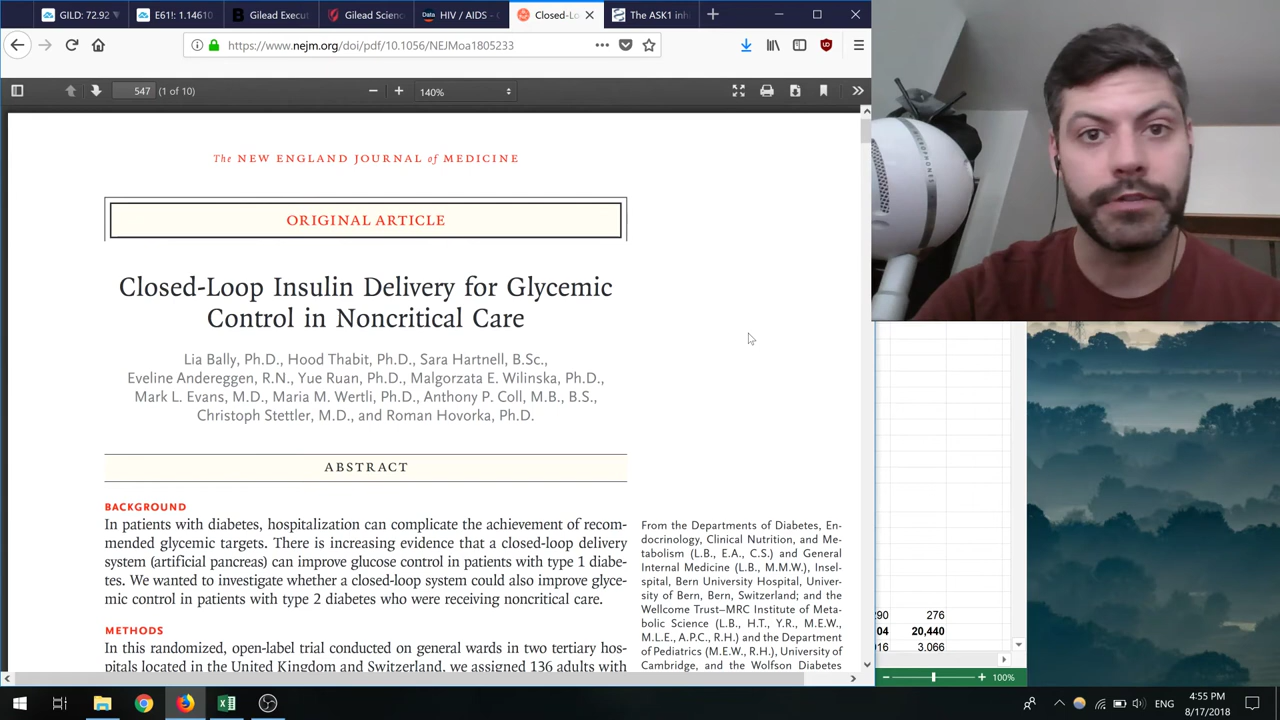 GILD: 72.92
E6!: 1.14610
Gilead Execut
Gilead Scienc
HIV / AIDS -
Closed-Lo
The ASK1 inh
https://www.nejm.org/doi/pdf/10.1056/NEJMoa1805233
547 (1 of 10)
140%
The NEW ENGLAND JOURNAL of MEDICINE
ORIGINAL ARTICLE
Closed-Loop Insulin Delivery for Glycemic
Control in Noncritical Care
Lia Bally, Ph.D., Hood Thabit, Ph.D., Sara Hartnell, B.Sc.,
Eveline Andereggen, R.N., Yue Ruan, Ph.D., Malgorzata E. Wilinska, Ph.D.,
Mark L. Evans, M.D., Maria M. Wertli, Ph.D., Anthony P. Coll, M.B., B.S.,
Christoph Stettler, M.D., and Roman Hovorka, Ph.D.
ABSTRACT
BACKGROUND
In patients with diabetes, hospitalization can complicate the achievement of recom-
mended glycemic targets. There is increasing evidence that a closed-loop delivery
system (artificial pancreas) can improve glucose control in patients with type 1 diabe-
tes. We wanted to investigate whether a closed-loop system could also improve glyce-
mic control in patients with type 2 diabetes who were receiving noncritical care.
METHODS
In this randomized, open-label trial conducted on general wards in two tertiary hos-
pitals located in the United Kingdom and Switzerland, we assigned 136 adults with
From the Departments of Diabetes, En-
docrinology, Clinical Nutrition, and Me-
tabolism (L.B., E.A., C.S.) and General
Internal Medicine (L.B., M.M.W.), Insel-
spital, Bern University Hospital, Univer-
sity of Bern, Bern, Switzerland; and the
Wellcome Trust–MRC Institute of Meta-
bolic Science (L.B., H.T., Y.R., M.E.W.,
M.L.E., A.P.C., R.H.) and the Department
of Pediatrics (M.E.W., R.H.), University of
Cambridge, and the Wolfson Diabetes
MICROPHONES
290 276
04 20,440
916 3,066
100%
ENG
4:55 PM
8/17/2018